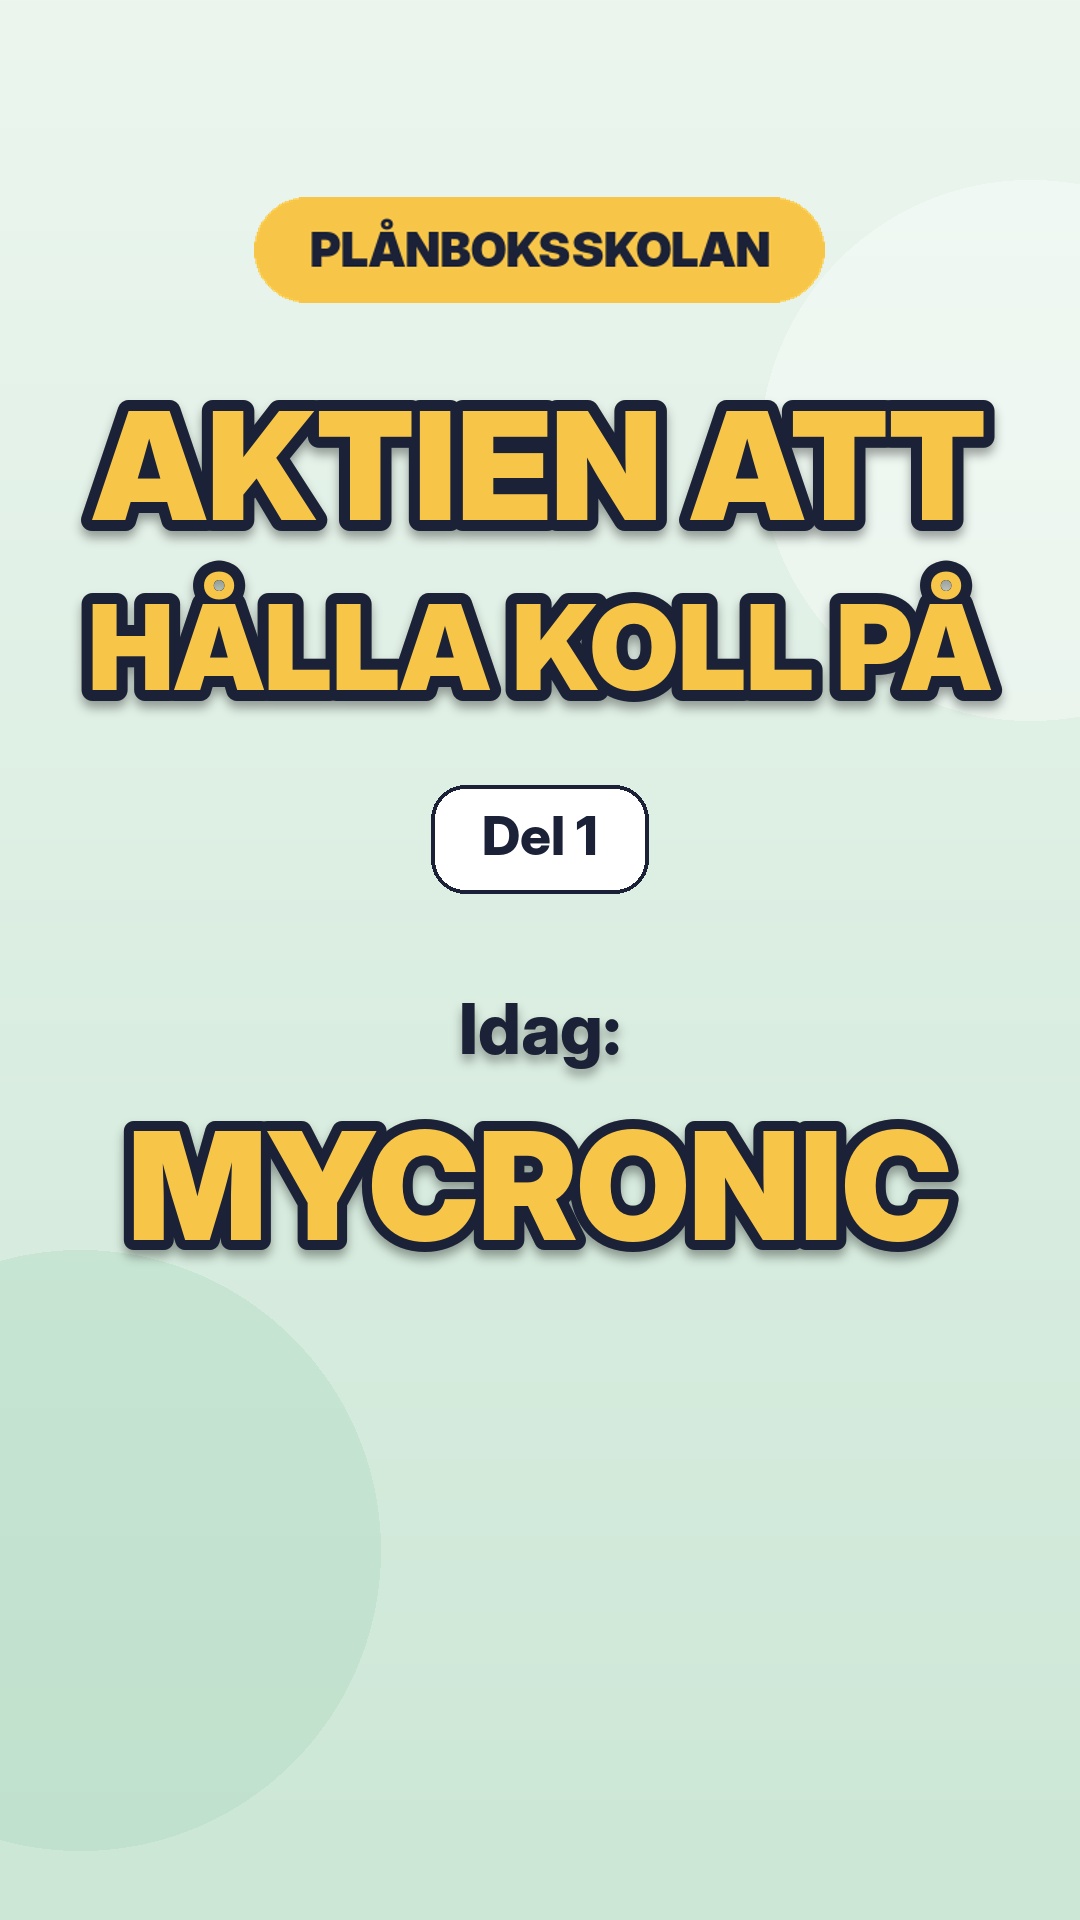 PLÅNBOKSSKOLAN
AKTIEN ATT
HÅLLA KOLL PÅ
Del 1
Idag:
MYCRONIC